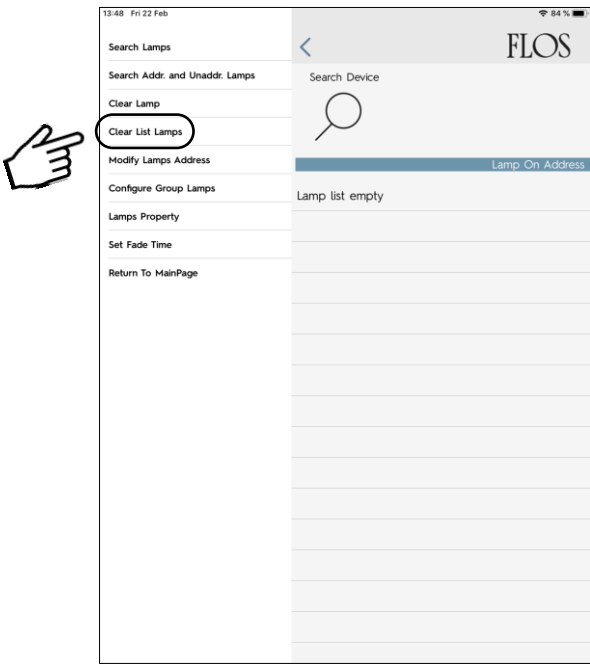 13:48 Fri 22 Feb
84 %
Search Lamps
Search Addr. and Unaddr. Lamps
Clear Lamp
Clear List Lamps
Modify Lamps Address
Configure Group Lamps
Lamps Property
Set Fade Time
Return To MainPage
FLOS
Search Device
Lamp On Address
Lamp list empty